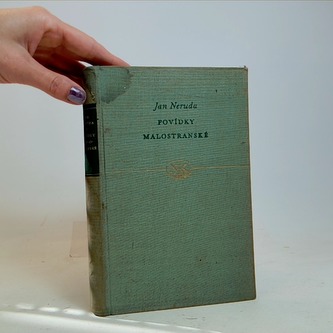 Jan Neruda
POVÍDKY
MALOSTRANSKÉ